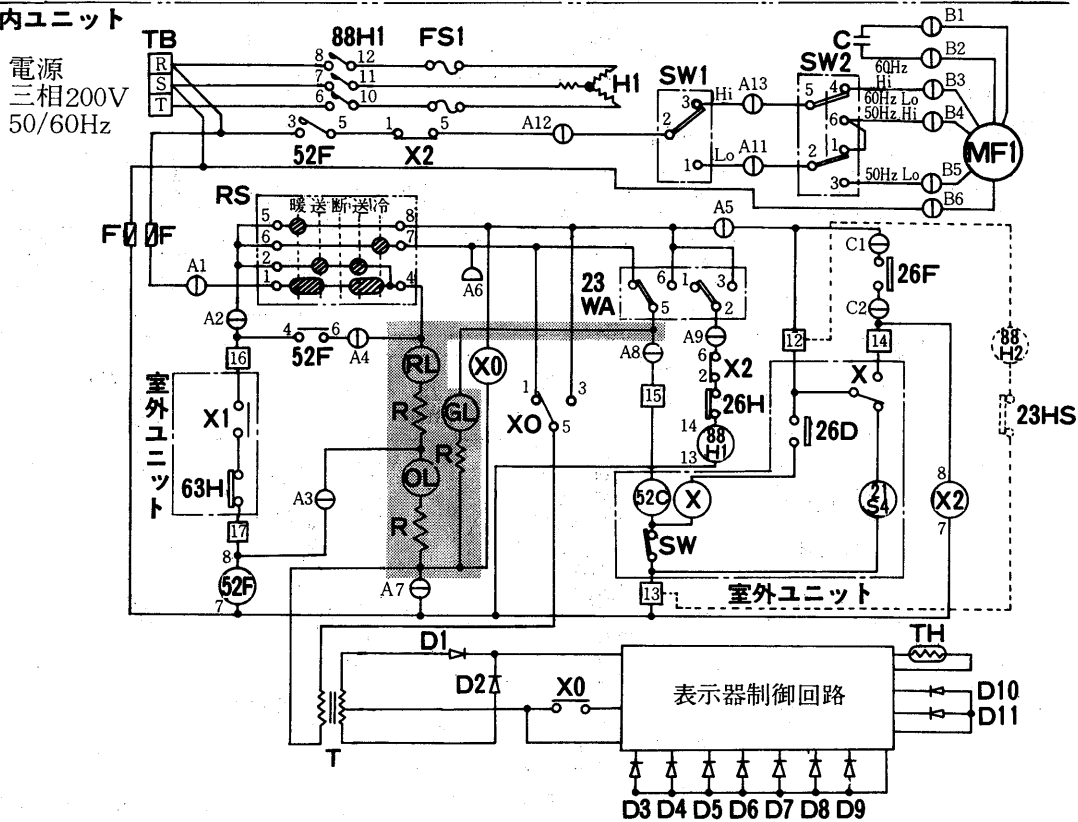 内ユニット
電源
三相200V
50/60Hz
TB
R
S
T
88H1
8 12
7 11
6 10
FS1
H1
3 5
52F
1 5
X2
A12
SW1
2
3 Hi
1 Lo
A13
A11
SW2
5 4
6
2 1
3
C
B1
B2
60Hz Hi
B3
60Hz Lo
50Hz Hi
B4
50Hz Lo
B5
B6
MF1
RS
暖 送 断 送 冷
5 8
6 7
2
1 4
F F
A1
A2
A6
4 6
52F
A4
A5
23WA
6 1 3
5 2
A8
A9
C1
26F
C2
16
室外ユニット
X1
63H
17
8
52F
7
A3
RL
R
OL
R
GL
R
A7
X0
1 3
XO
5
15
6
X2
2
26H
14
88H1
13
12
14
X
26D
52C
X
SW
21S4
13
室外ユニット
8
X2
7
88H2
23HS
D1
D2
X0
T
表示器制御回路
TH
D10
D11
D3 D4 D5 D6 D7 D8 D9